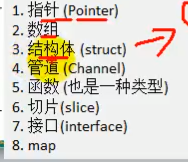 1. 指针 (Pointer)
2. 数组
3. 结构体 (struct)
4. 管道 (Channel)
5. 函数 (也是一种类型)
6. 切片(slice)
7. 接口(interface)
8. map